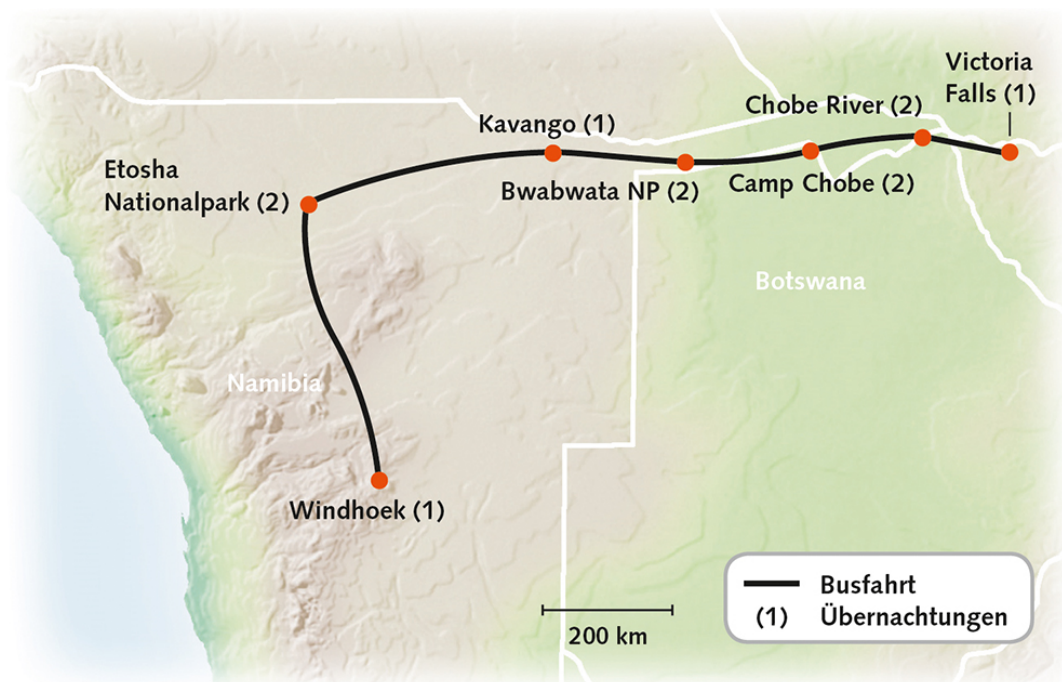 Victoria
Falls (1)
Chobe River (2)
Kavango (1)
Etosha
Nationalpark (2)
Bwabwata NP (2)
Camp Chobe (2)
Botswana
Namibia
Windhoek (1)
Busfahrt
(1) Übernachtungen
200 km